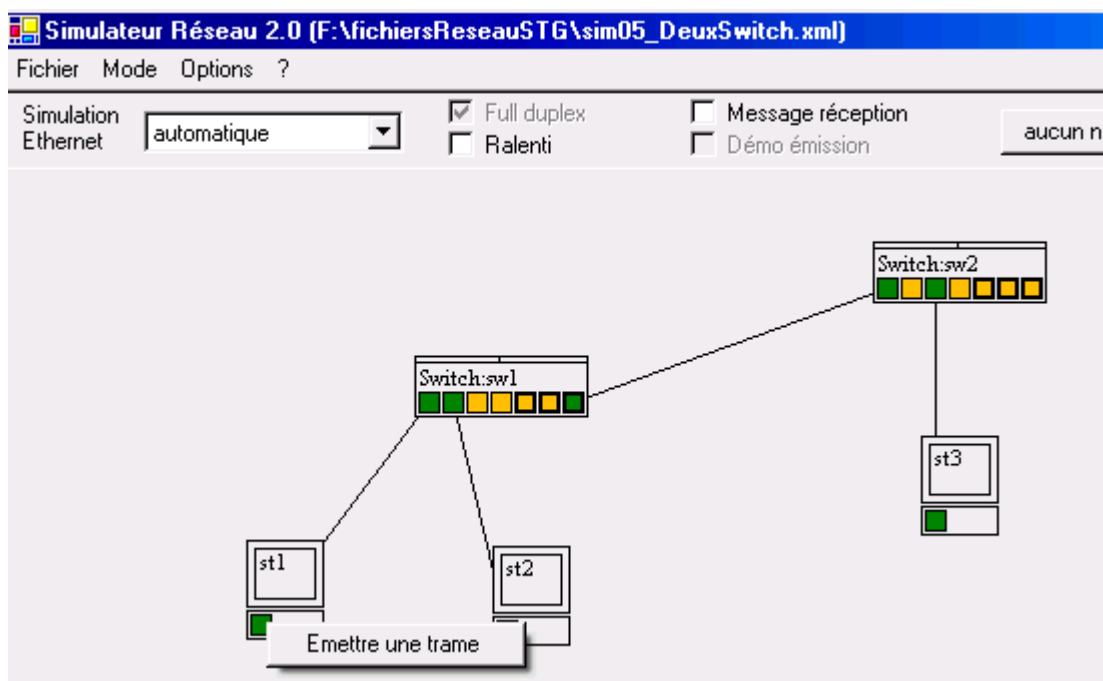 Simulateur Réseau 2.0 (F:\fichiersReseauSTG\sim05_DeuxSwitch.xml)
Fichier Mode Options ?
Simulation Ethernet
automatique
Full duplex
Ralenti
Message réception
Démo émission
aucun n
Switch:sw2
Switch:sw1
st3
st1
st2
Emettre une trame